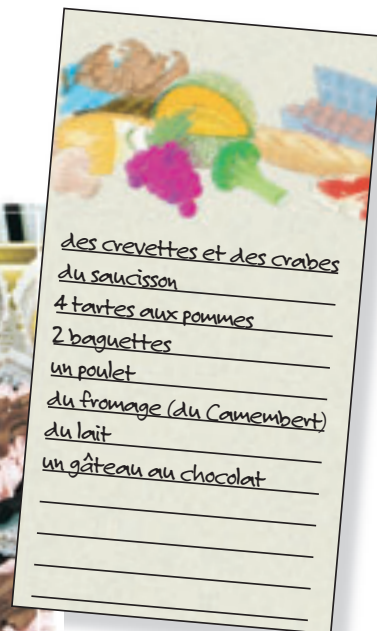 des crevettes et des crabes
du saucisson
4 tartes aux pommes
2 baguettes
un poulet
du fromage (du Camembert)
du lait
un gâteau au chocolat